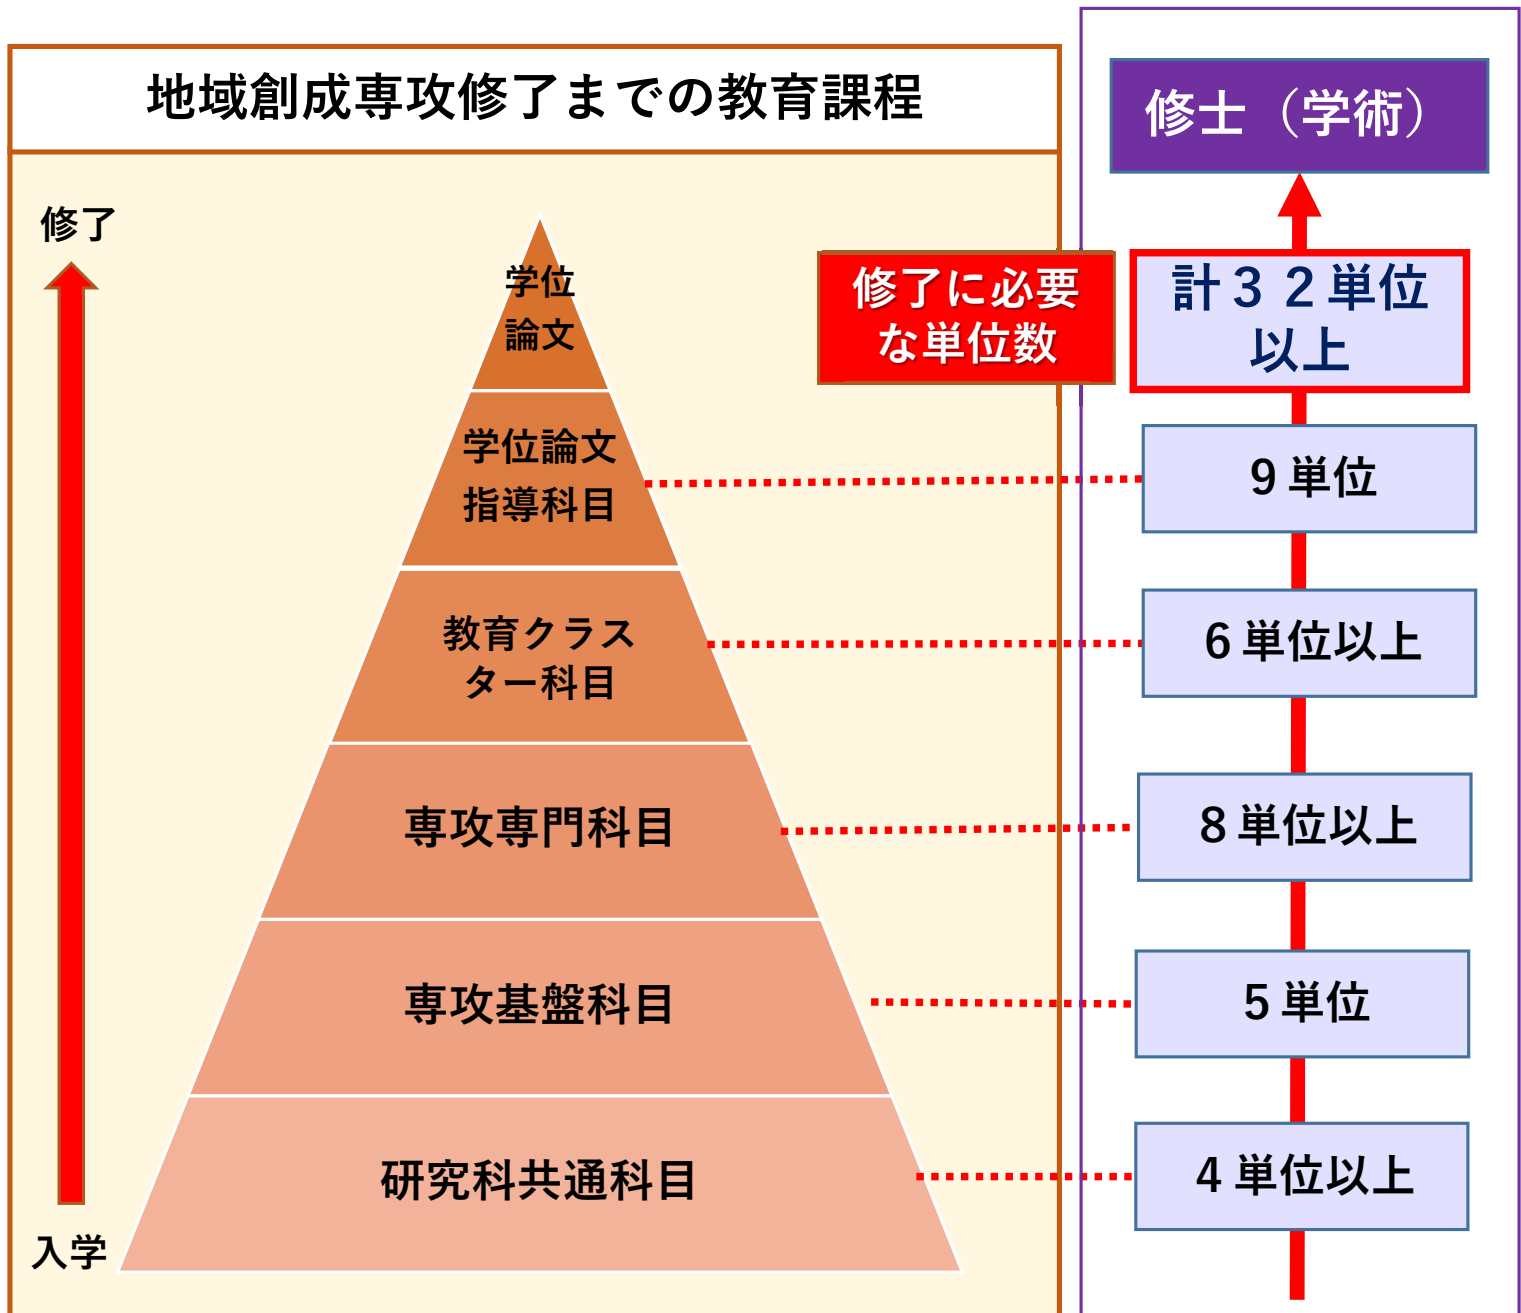 地域創成専攻修了までの教育課程
修了
学位
論文
学位論文
指導科目
教育クラス
ター科目
専攻専門科目
専攻基盤科目
研究科共通科目
入学
修士（学術）
修了に必要
な単位数
計３２単位
以上
９単位
６単位以上
８単位以上
５単位
４単位以上